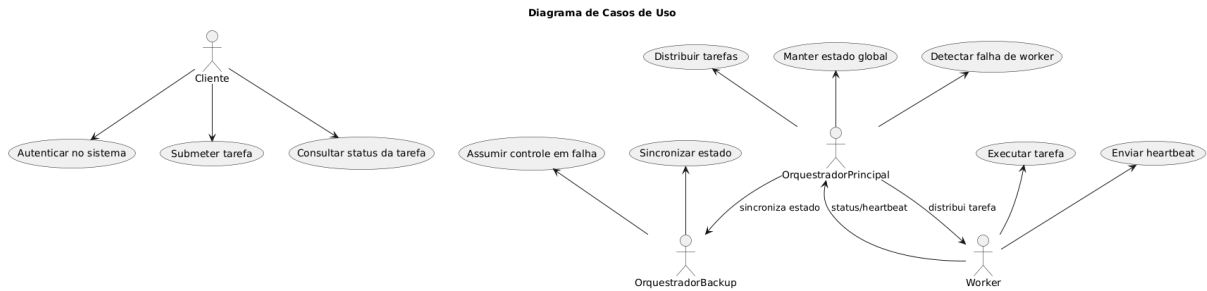 Diagrama de Casos de Uso
Cliente
Distribuir tarefas
Manter estado global
Detectar falha de worker
Autenticar no sistema
Submeter tarefa
Consultar status da tarefa
Assumir controle em falha
Sincronizar estado
OrquestradorPrincipal
Executar tarefa
Enviar heartbeat
sincroniza estado
status/heartbeat
distribui tarefa
OrquestradorBackup
Worker